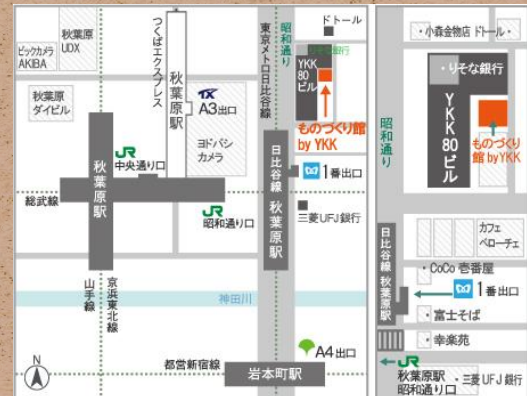 ビックカメラ
AKIBA
秋葉原
UDX
つくばエクスプレス
秋葉原駅
TX
A3出口
ヨドバシ
カメラ
秋葉原
ダイビル
JR
中央通り口
秋葉原駅
総武線
JR
昭和通り口
山手線
京浜東北線
神田川
都営新宿線
岩本町駅
A4出口
N
東京メトロ日比谷線
昭和通り
ドトール
りそな銀行
YKK
80
ビル
ものづくり館
by YKK
日比谷線 秋葉原駅
1番出口
三菱UFJ銀行
・小森金物店 ドトール・
・りそな銀行
YKK80ビル
昭和通り
ものづくり
館 by YKK
カフェ
ベローチェ
・CoCo 壱番屋
日比谷線 秋葉原駅
1番出口
・富士そば
・幸楽苑
JR
秋葉原駅
昭和通り口
・三菱UFJ銀行